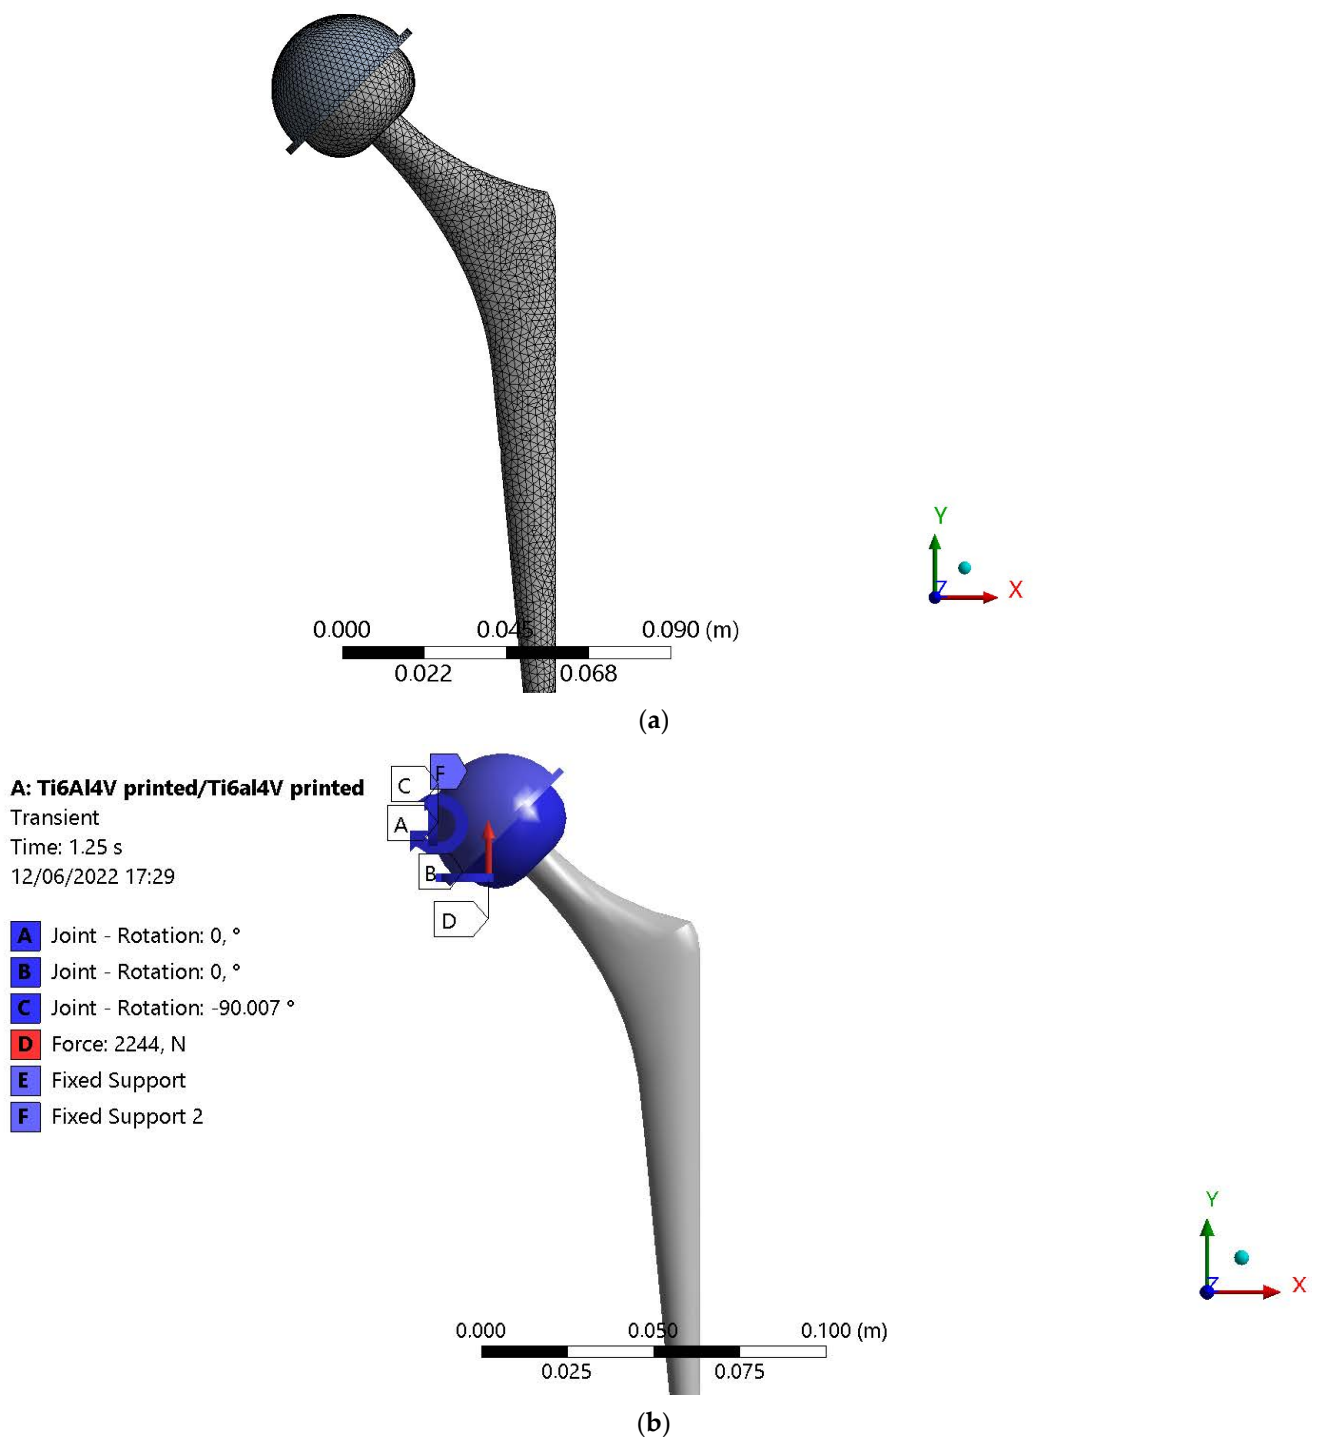 Y
Z
X
0.000 0.045 0.090 (m)
0.022 0.068
(a)
A: Ti6Al4V printed/Ti6al4V printed
Transient
Time: 1.25 s
12/06/2022 17:29
A Joint - Rotation: 0, °
B Joint - Rotation: 0, °
C Joint - Rotation: -90.007 °
D Force: 2244, N
E Fixed Support
F Fixed Support 2
C
F
A
B
D
Y
Z
X
0.000 0.050 0.100 (m)
0.025 0.075
(b)